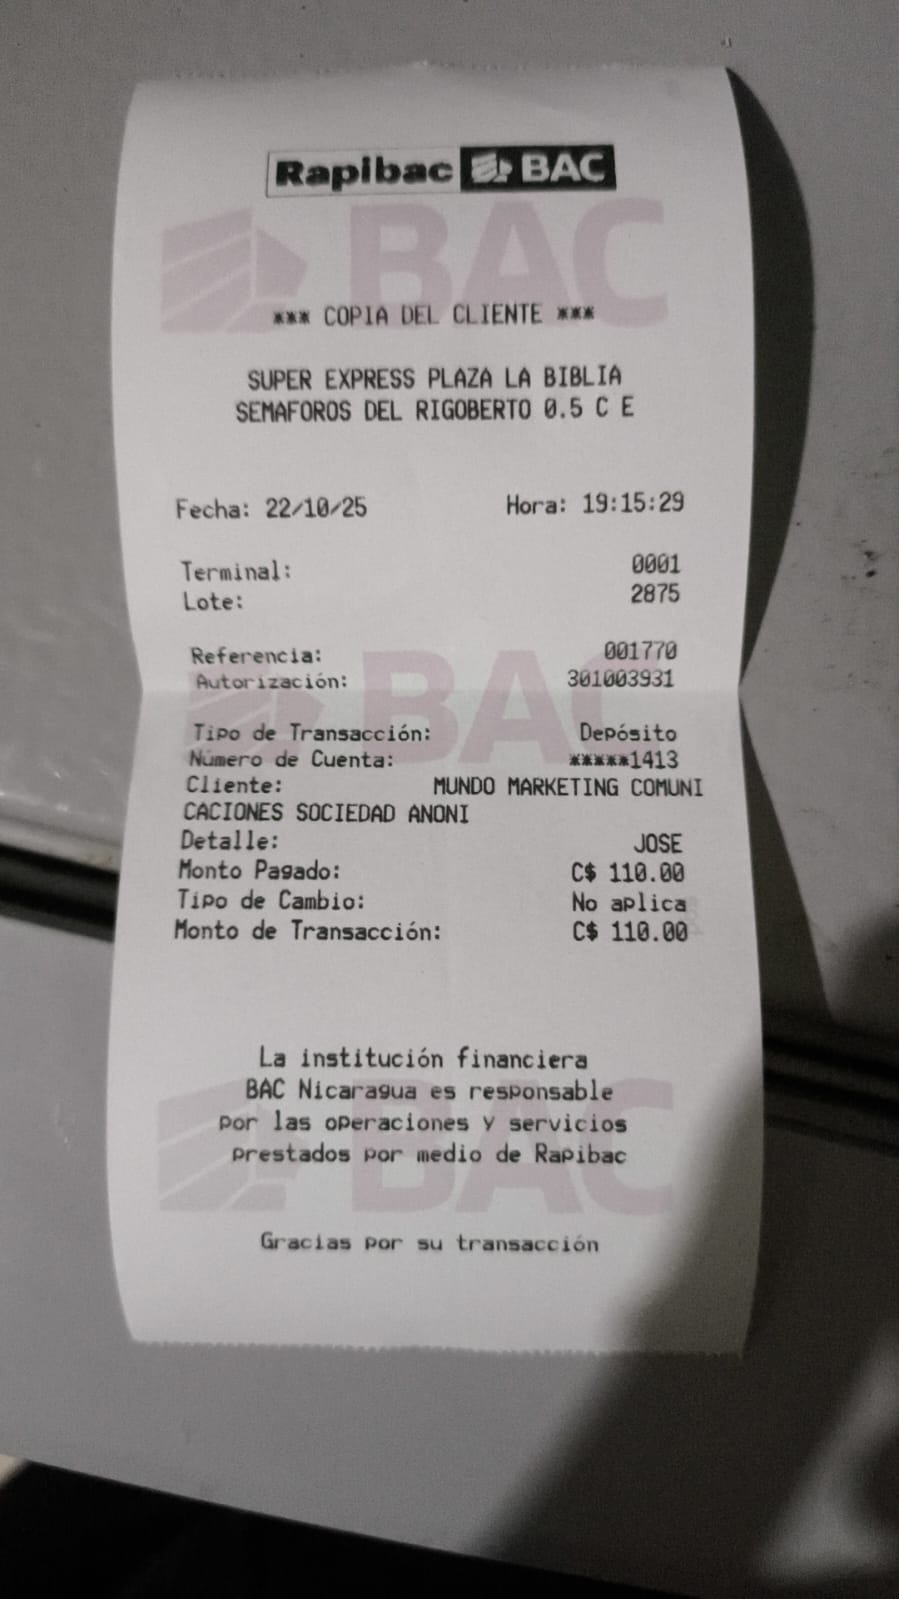 Rapibac BAC
BAC
*** COPIA DEL CLIENTE ***
SUPER EXPRESS PLAZA LA BIBLIA
SEMAFOROS DEL RIGOBERTO 0.5 C E
Fecha: 22/10/25 Hora: 19:15:29
Terminal: 0001
Lote: 2875
Referencia: 001770
Autorización: 301003931
BAC
Tipo de Transacción: Depósito
Número de Cuenta: *****1413
Cliente: MUNDO MARKETING COMUNI
CACIONES SOCIEDAD ANONI
Detalle: JOSE
Monto Pagado: C$ 110.00
Tipo de Cambio: No aplica
Monto de Transacción: C$ 110.00
La institución financiera
BAC Nicaragua es responsable
por las operaciones y servicios
prestados por medio de Rapibac
BAC
Gracias por su transacción